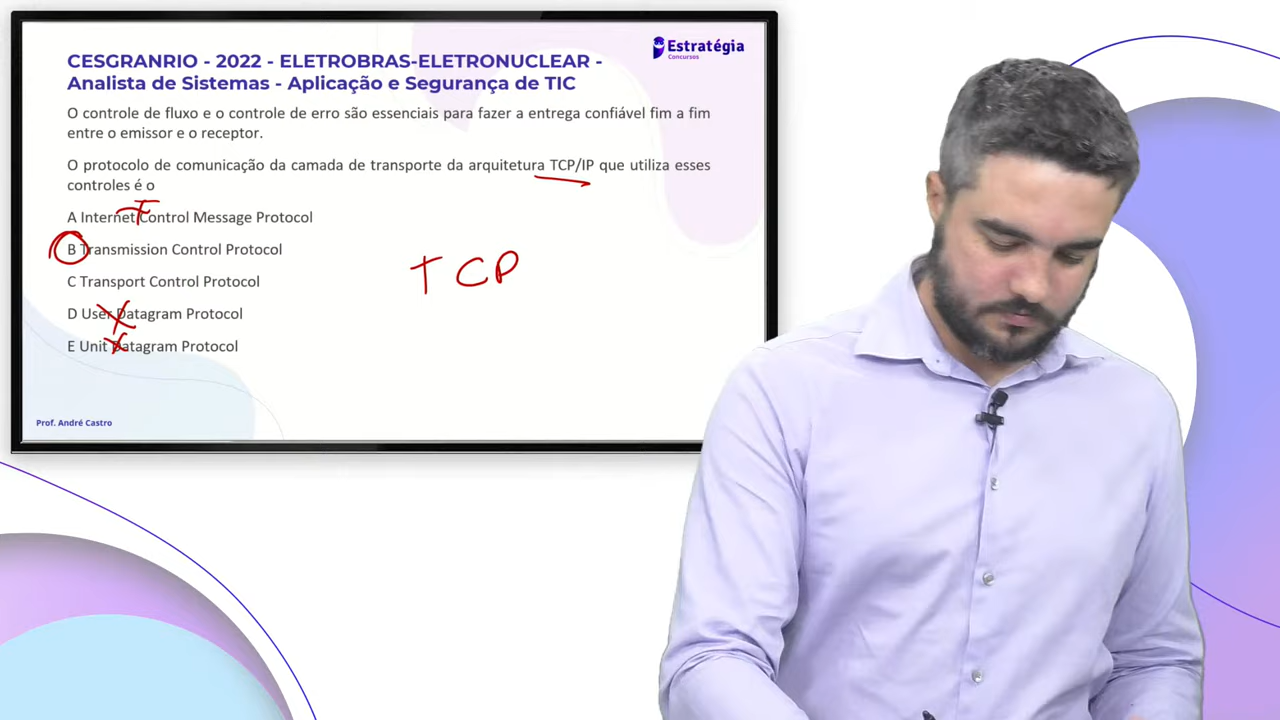 Estratégia
Concursos
CESGRANRIO - 2022 - ELETROBRAS-ELETRONUCLEAR -
Analista de Sistemas - Aplicação e Segurança de TIC
O controle de fluxo e o controle de erro são essenciais para fazer a entrega confiável fim a fim
entre o emissor e o receptor.
O protocolo de comunicação da camada de transporte da arquitetura TCP/IP que utiliza esses
controles é o
A Internet Control Message Protocol
B Transmission Control Protocol
C Transport Control Protocol
D User Datagram Protocol
E Unit Datagram Protocol
TCP
Prof. André Castro